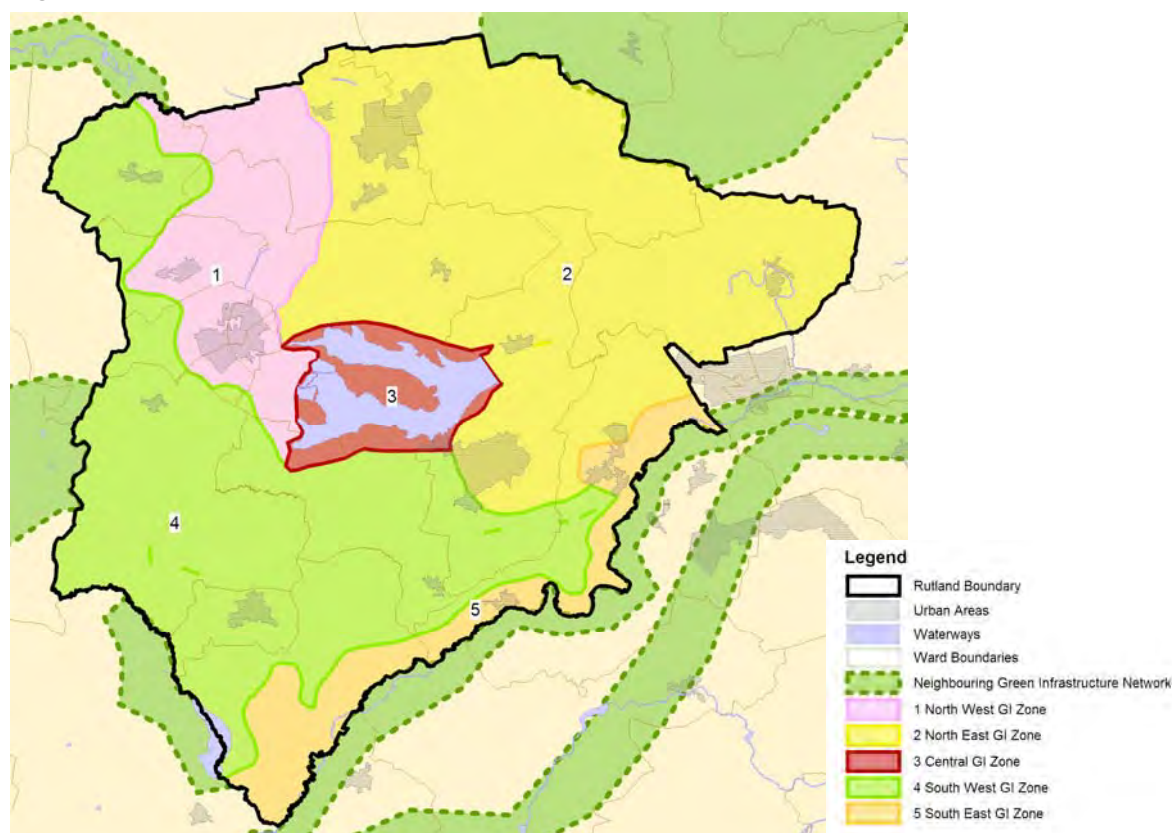 1
2
3
4
5
Legend
Rutland Boundary
Urban Areas
Waterways
Ward Boundaries
Neighbouring Green Infrastructure Network
1 North West GI Zone
2 North East GI Zone
3 Central GI Zone
4 South West GI Zone
5 South East GI Zone